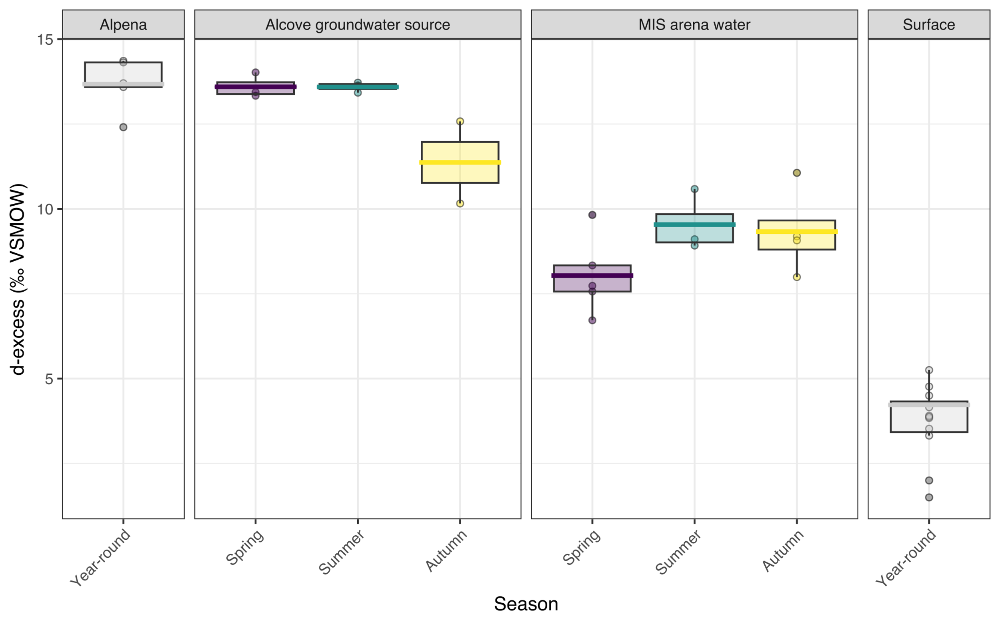 Alpena
Alcove groundwater source
MIS arena water
Surface
d-excess (‰ VSMOW)
15
10
5
Year-round
Spring
Summer
Autumn
Spring
Summer
Autumn
Year-round
Season